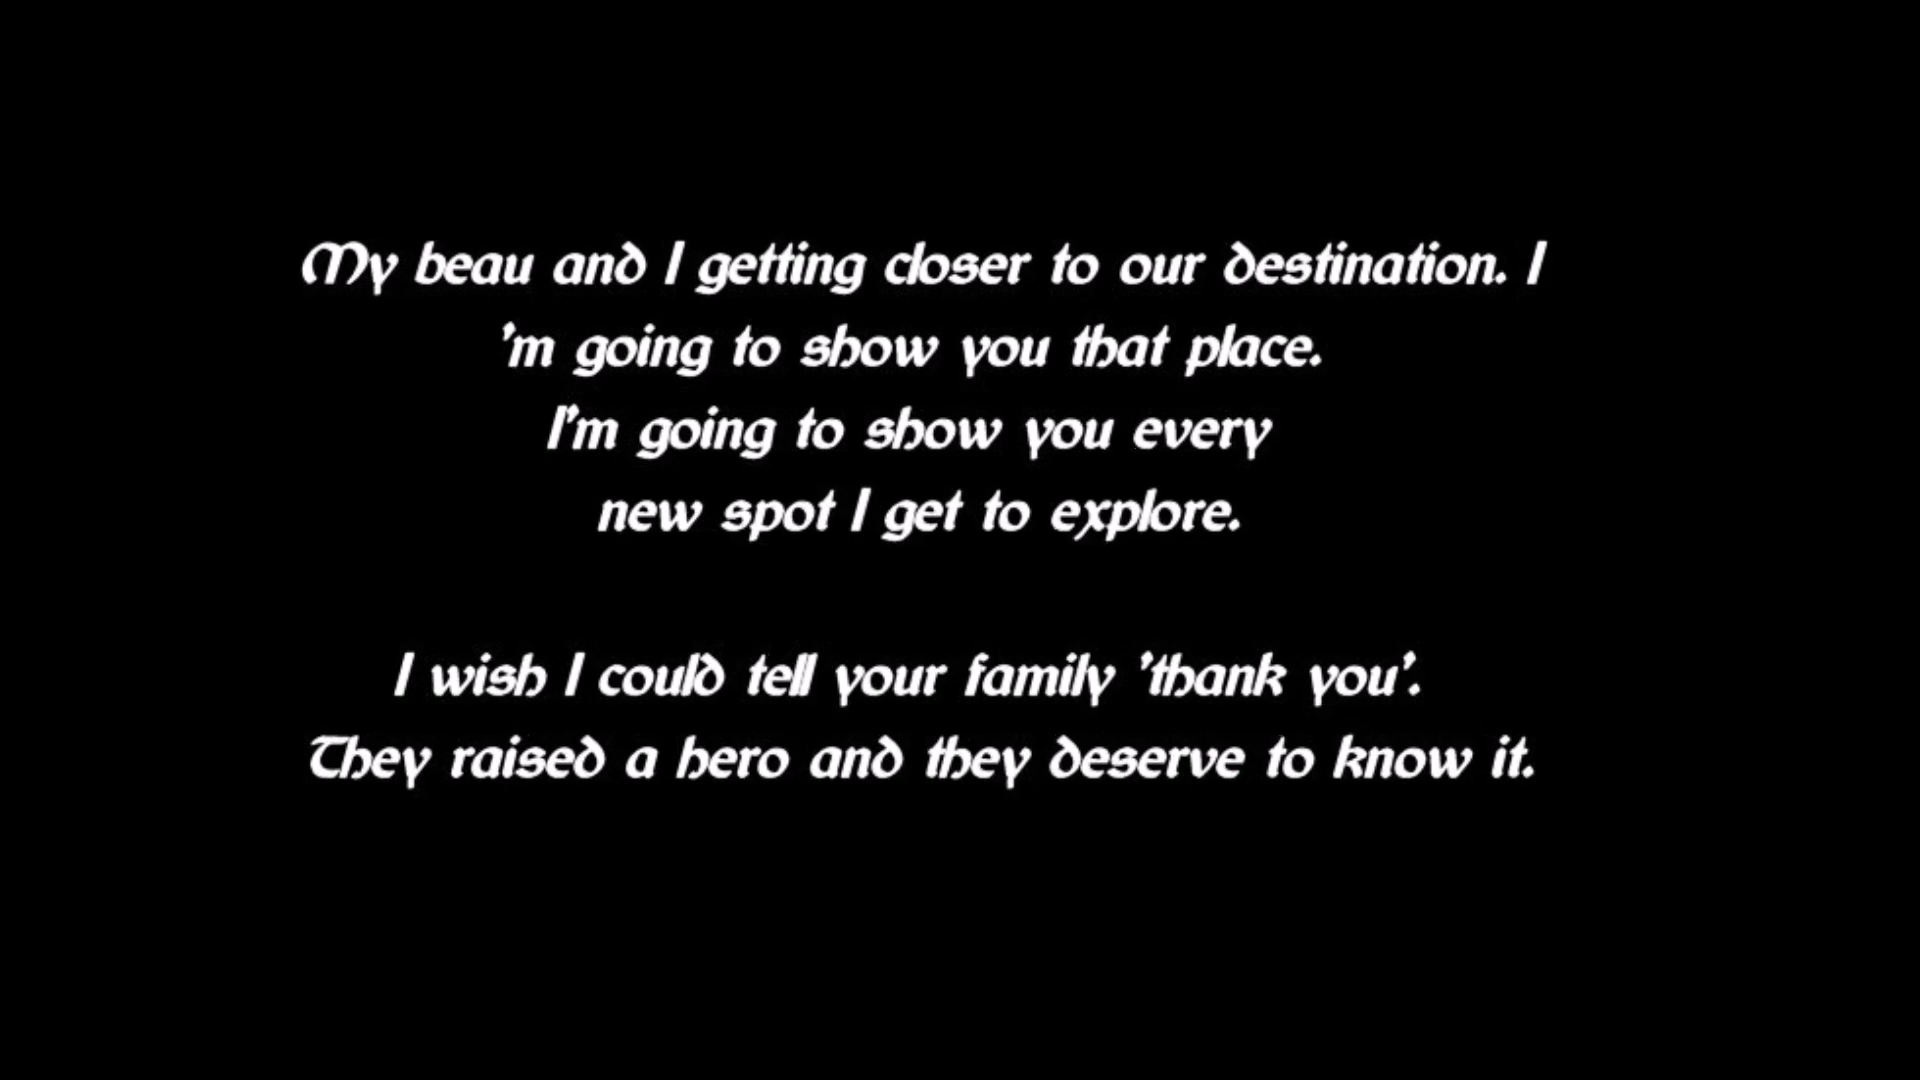 My beau and I getting closer to our destination. I
'm going to show you that place.
I'm going to show you every
new spot I get to explore.
I wish I could tell your family 'thank you'.
They raised a hero and they deserve to know it.